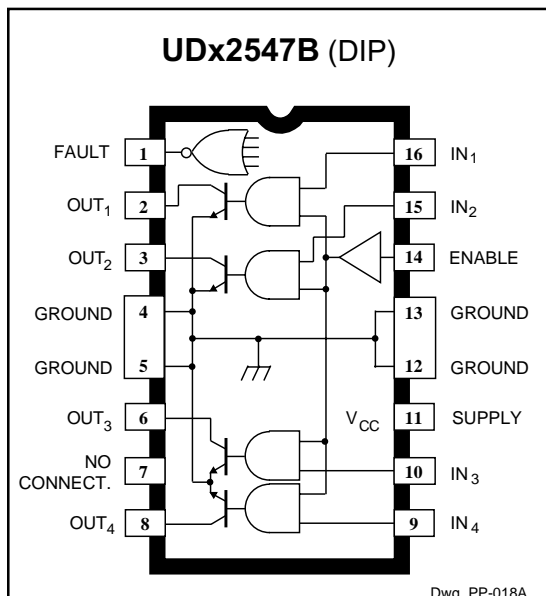 UDx2547B (DIP)
FAULT 1
OUT1 2
OUT2 3
GROUND 4
GROUND 5
OUT3 6
NO
CONNECT. 7
OUT4 8
16 IN1
15 IN2
14 ENABLE
13 GROUND
12 GROUND
VCC 11 SUPPLY
10 IN3
9 IN4
Dwg. PP-018A